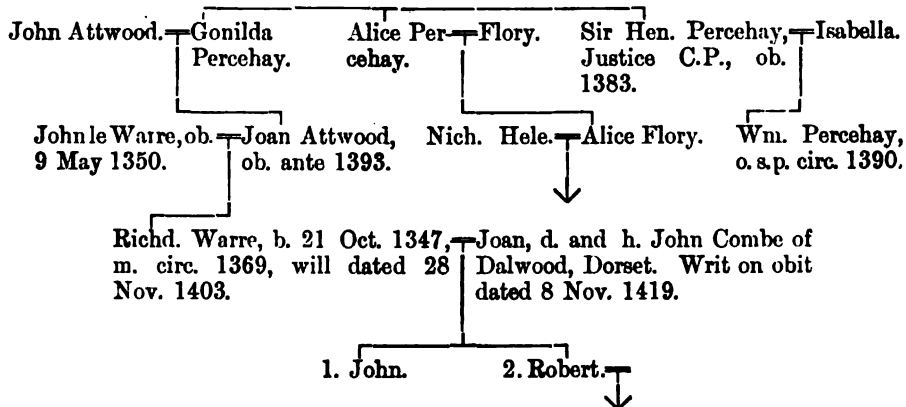 John Attwood. Gonilda Percehay.
Alice Percehay. Flory.
Sir Hen. Percehay, Justice C.P., ob. 1383. Isabella.
John le Warre, ob. 9 May 1350. Joan Attwood, ob. ante 1393.
Nich. Hele. Alice Flory.
Wm. Percehay, o. s.p. circ. 1390.
Richd. Warre, b. 21 Oct. 1347,
m. circ. 1369, will dated 28
Nov. 1403.
Joan, d. and h. John Combe of
Dalwood, Dorset. Writ on obit
dated 8 Nov. 1419.
1. John. 2. Robert.